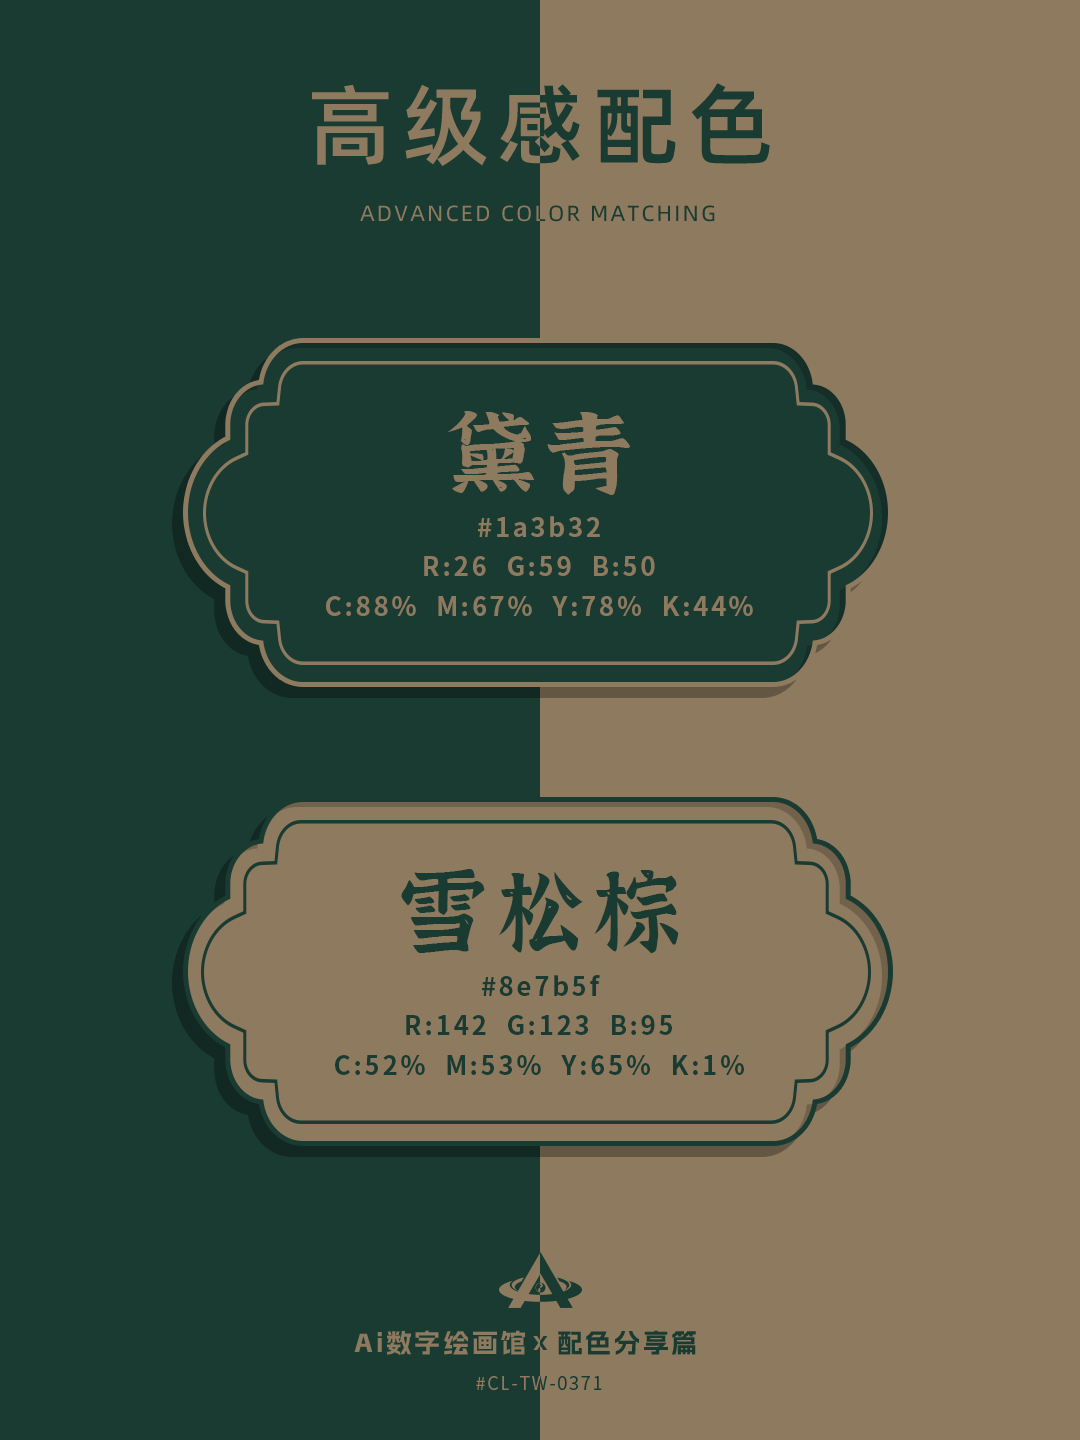 高级感配色
ADVANCED COLOR MATCHING
黛青
#1a3b32
R:26 G:59 B:50
C:88% M:67% Y:78% K:44%
雪松棕
#8e7b5f
R:142 G:123 B:95
C:52% M:53% Y:65% K:1%
Ai数字绘画馆 x 配色分享篇
#CL-TW-0371